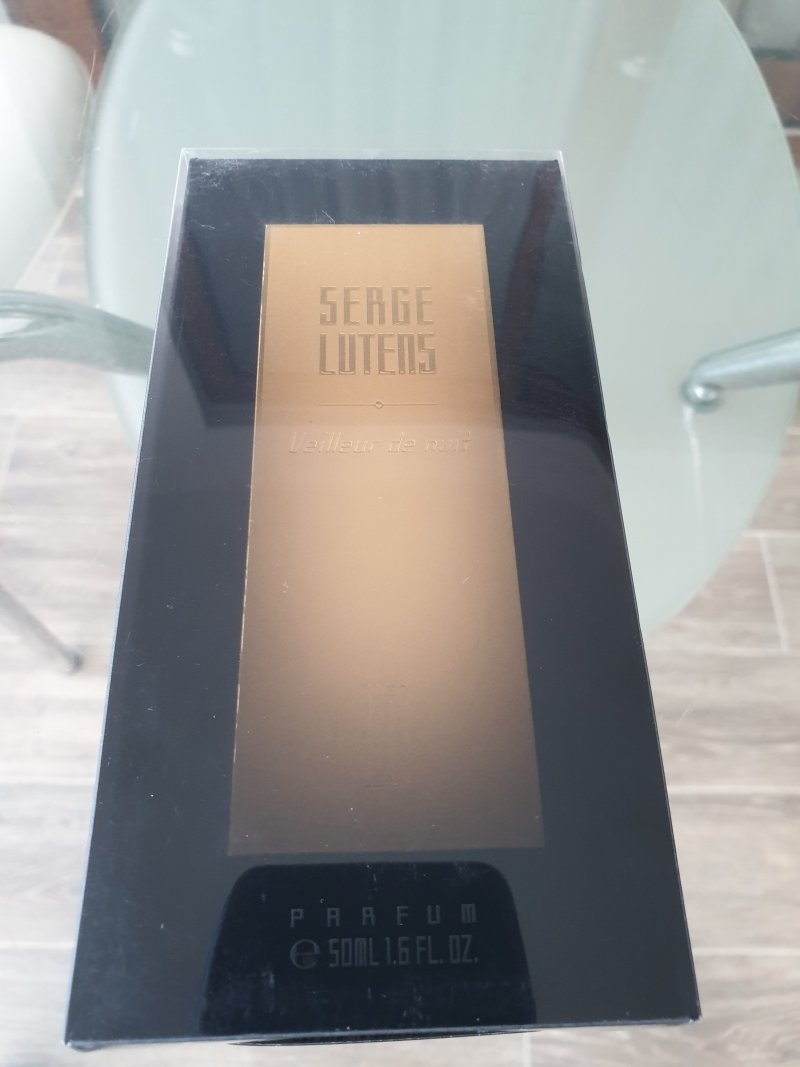 SERGE
LUTENS
Veilleur de nuit
PARFUM
℮ 50ML 1.6 FL. OZ.